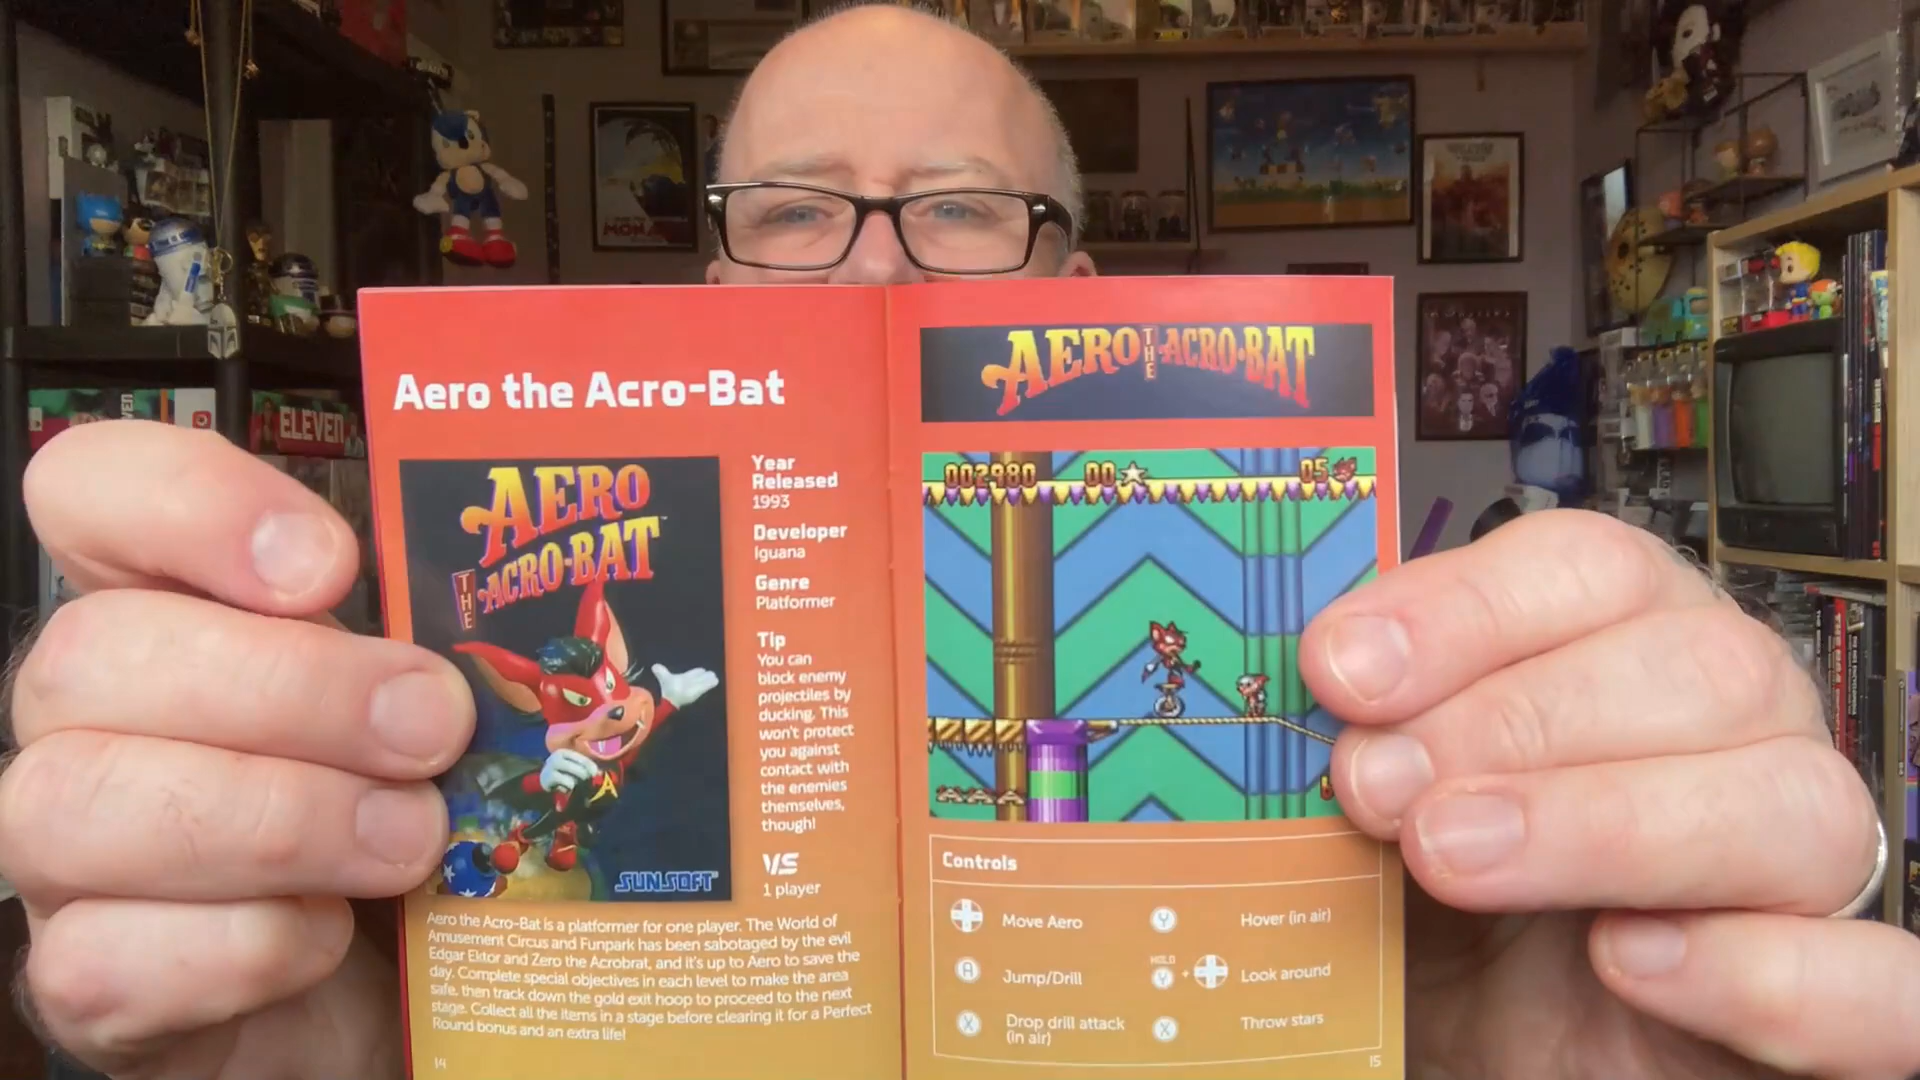 Aero the Acro-Bat
AERO
THE
ACRO·BAT™
SUNSOFT
Year
Released
1993
Developer
Iguana
Genre
Platformer
Tip
You can
block enemy
projectiles by
ducking. This
won't protect
you against
contact with
the enemies
themselves,
though!
VS
1 player
Aero the Acro-Bat is a platformer for one player. The World of
Amusement Circus and Funpark has been sabotaged by the evil
Edgar Ektor and Zero the Acrobrat, and it's up to Aero to save the
day. Complete special objectives in each level to make the area
safe, then track down the gold exit hoop to proceed to the next
stage. Collect all the items in a stage before clearing it for a Perfect
Round bonus and an extra life!
14
AERO THE ACRO·BAT
002980 00 05
Controls
Move Aero Y Hover (in air)
A Jump/Drill HOLD Y + Look around
X Drop drill attack X Throw stars
(in air)
15
ELEVEN